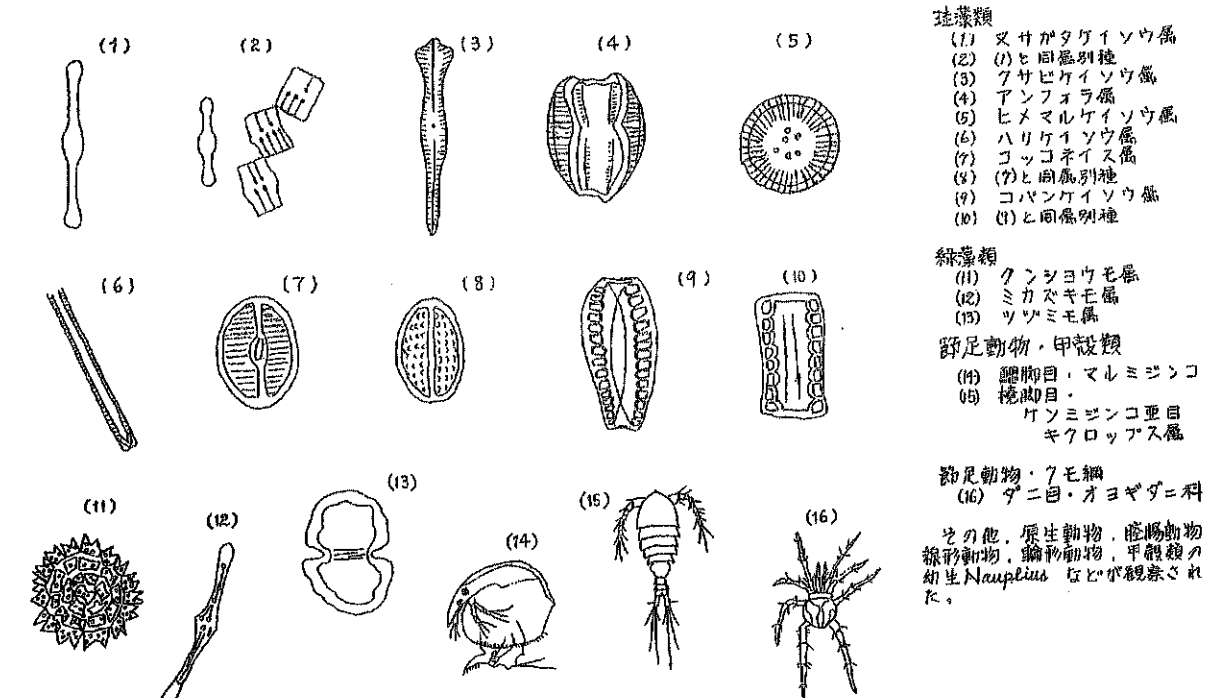 (1)
(2)
(3)
(4)
(5)
(6)
(7)
(8)
(9)
(10)
(11)
(12)
(13)
(14)
(15)
(16)
珪藻類
(1) ヌサガタケイソウ属
(2) (1)と同属別種
(3) クサビケイソウ属
(4) アンフォラ属
(5) ヒメマルケイソウ属
(6) ハリケイソウ属
(7) コッコネイス属
(8) (7)と同属別種
(9) コバンケイソウ属
(10) (9)と同属別種
緑藻類
(11) クンショウモ属
(12) ミカズキモ属
(13) ツヅミモ属
節足動物・甲殻類
(14) 鰓脚目・マルミジンコ
(15) 橈脚目・
ケンミジンコ亜目
キクロップス属
節足動物・クモ綱
(16) ダニ目・オヨギダニ科
その他、原生動物、腔腸動物
線形動物、輪形動物、甲殻類の
幼生Nauplius などが観察され
た。